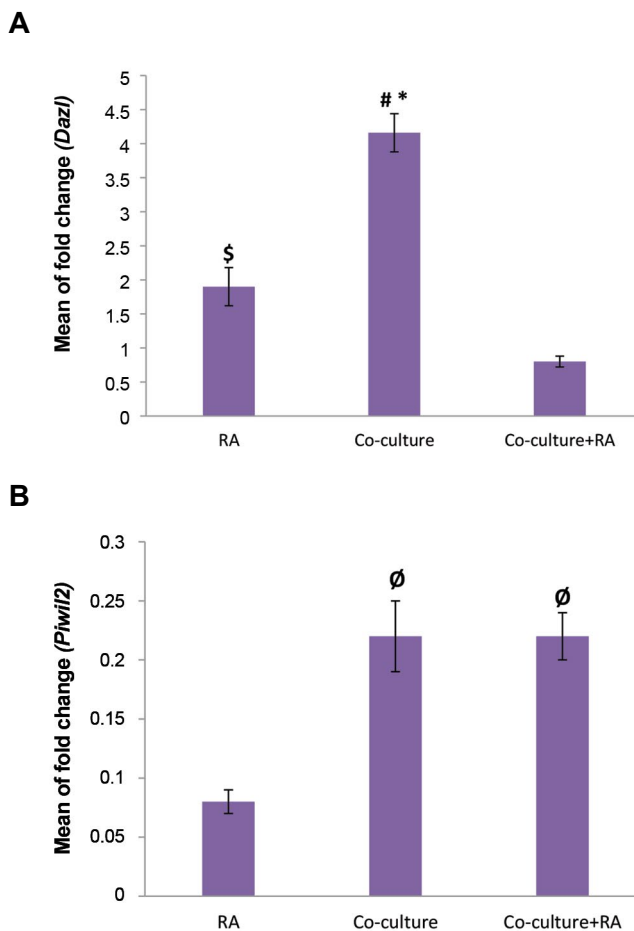 A
Mean of fold change (Dazl)
5
4.5
4
3.5
3
2.5
2
1.5
1
0.5
0
$
# *
RA
Co-culture
Co-culture+RA
B
Mean of fold change (Piwil2)
0.3
0.25
0.2
0.15
0.1
0.05
0
Ø
Ø
RA
Co-culture
Co-culture+RA